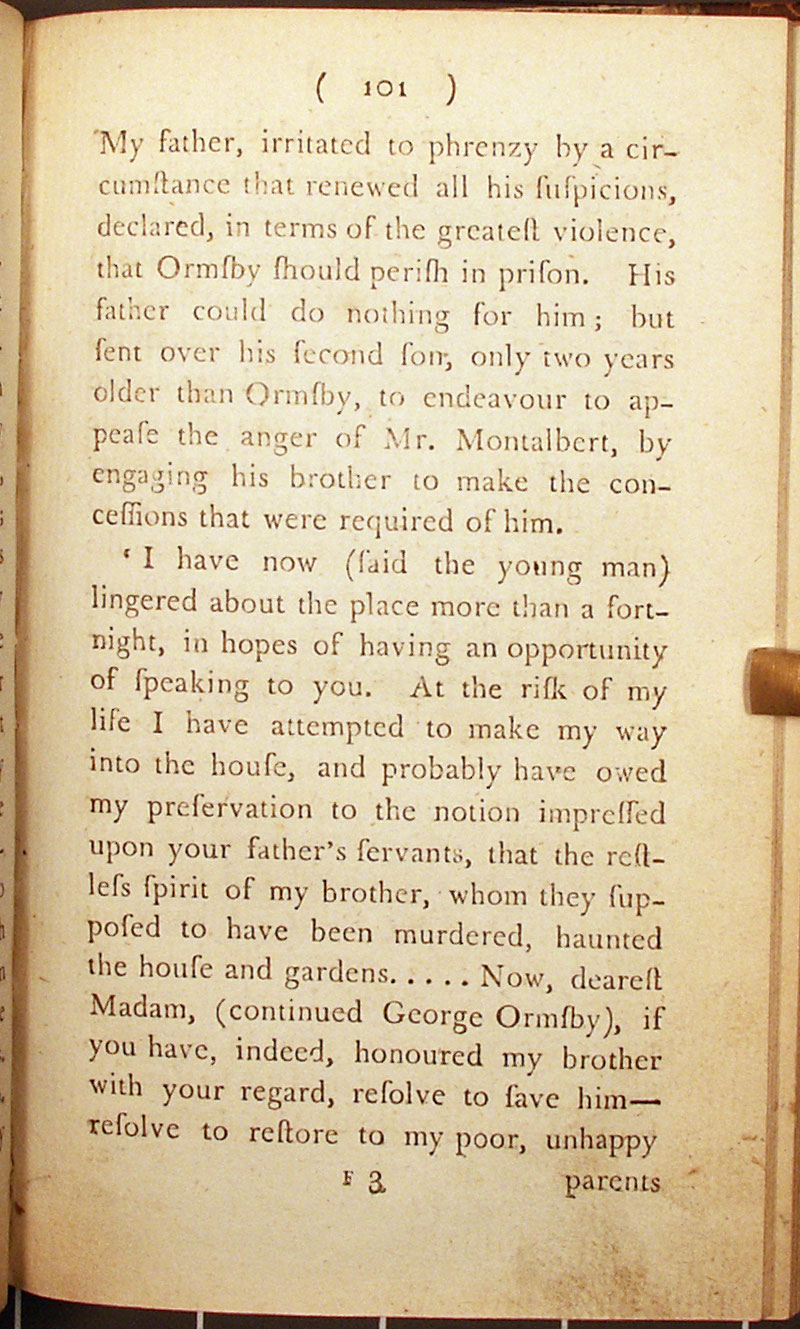 ( 101 )
My father, irritated to phrenzy by a cir-
cumſtance that renewed all his ſuſpicions,
declared, in terms of the greateſt violence,
that Ormſby ſhould periſh in priſon. His
father could do nothing for him; but
ſent over his ſecond ſon, only two years
older than Ormſby, to endeavour to ap-
peaſe the anger of Mr. Montalbert, by
engaging his brother to make the con-
ceſſions that were required of him.
‘ I have now (ſaid the young man)
lingered about the place more than a fort-
night, in hopes of having an opportunity
of ſpeaking to you. At the riſk of my
life I have attempted to make my way
into the houſe, and probably have owed
my preſervation to the notion impreſſed
upon your father’s ſervants, that the reſt-
leſs ſpirit of my brother, whom they ſup-
poſed to have been murdered, haunted
the houſe and gardens. . . . . Now, deareſt
Madam, (continued George Ormſby), if
you have, indeed, honoured my brother
with your regard, reſolve to ſave him—
reſolve to reſtore to my poor, unhappy
F 3 parents